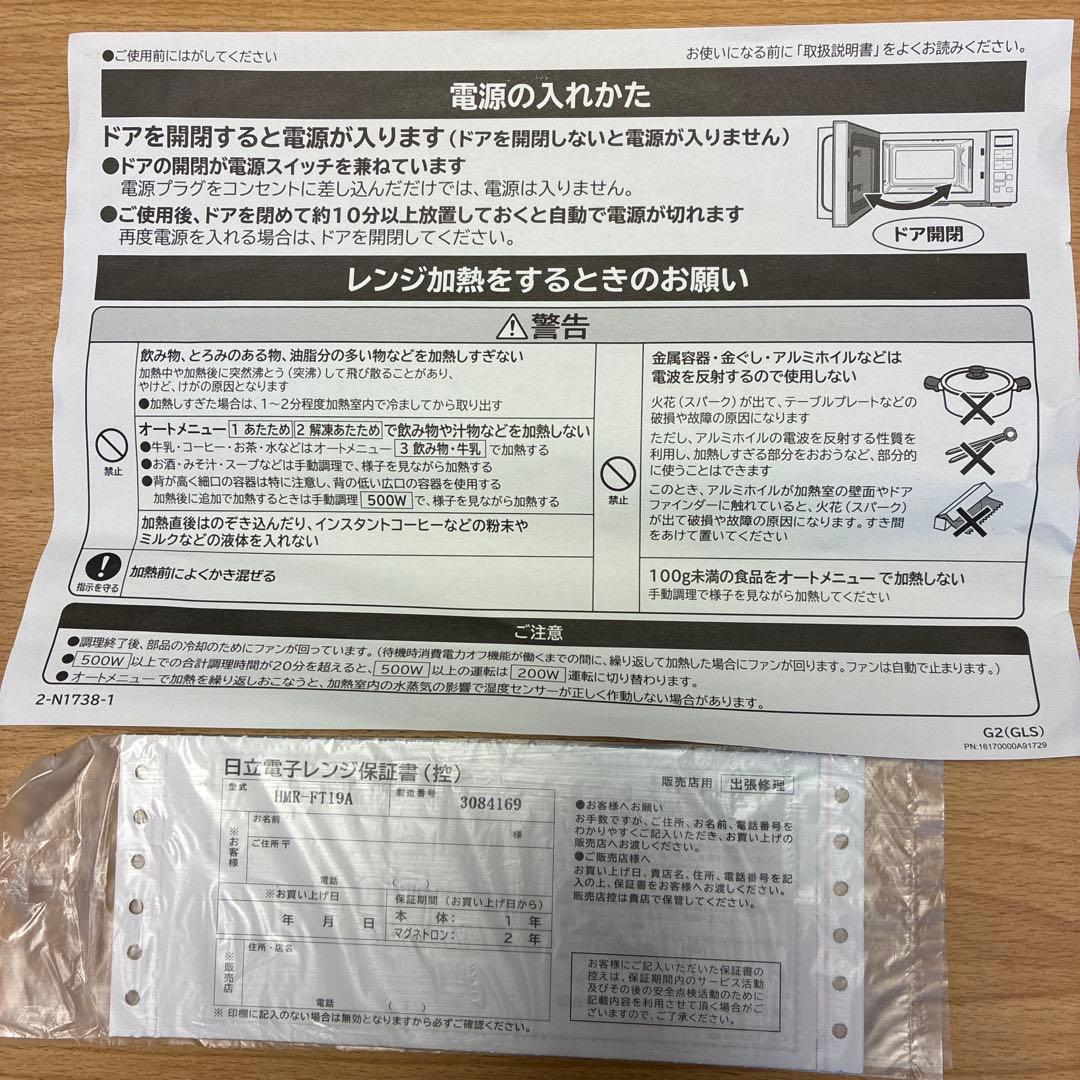 ●ご使用前にはがしてください
お使いになる前に「取扱説明書」をよくお読みください。
電源の入れかた
ドアを開閉すると電源が入ります(ドアを開閉しないと電源が入りません)
●ドアの開閉が電源スイッチを兼ねています
電源プラグをコンセントに差し込んだだけでは、電源は入りません。
●ご使用後、ドアを閉めて約10分以上放置しておくと自動で電源が切れます
再度電源を入れる場合は、ドアを開閉してください。
ドア開閉
レンジ加熱をするときのお願い
⚠警告
禁止
飲み物、とろみのある物、油脂分の多い物などを加熱しすぎない
加熱中や加熱後に突然沸とう(突沸)して飛び散ることがあり、
やけど、けがの原因となります
●加熱しすぎた場合は、1〜2分程度加熱室内で冷ましてから取り出す
オートメニュー 1 あたため 2 解凍あたため で飲み物や汁物などを加熱しない
●牛乳・コーヒー・お茶・水などはオートメニュー 3 飲み物・牛乳 で加熱する
●お酒・みそ汁・スープなどは手動調理で、様子を見ながら加熱する
●背が高く細口の容器は特に注意し、背の低い広口の容器を使用する
加熱後に追加で加熱するときは手動調理 500W で、様子を見ながら加熱する
加熱直後はのぞき込んだり、インスタントコーヒーなどの粉末や
ミルクなどの液体を入れない
指示を守る
加熱前によくかき混ぜる
禁止
金属容器・金ぐし・アルミホイルなどは
電波を反射するので使用しない
火花(スパーク)が出て、テーブルプレートなどの
破損や故障の原因になります
ただし、アルミホイルの電波を反射する性質を
利用し、加熱しすぎる部分をおおうなど、部分的
に使うことはできます
このとき、アルミホイルが加熱室の壁面やドア
ファインダーに触れていると、火花(スパーク)
が出て破損や故障の原因になります。すき間
をあけて置いてください
100g未満の食品をオートメニューで加熱しない
手動調理で様子を見ながら加熱してください
ご注意
●調理終了後、部品の冷却のためにファンが回っています。(待機時消費電力オフ機能が働くまでの間に、繰り返して加熱した場合にファンが回ります。ファンは自動で止まります。)
● 500W 以上での合計調理時間が20分を超えると、 500W 以上の運転は 200W 運転に切り替わります。
●オートメニューで加熱を繰り返しおこなうと、加熱室内の水蒸気の影響で湿度センサーが正しく作動しない場合があります。
2-N1738-1
G2(GLS)
PN:16170000A91729
日立電子レンジ保証書(控)
販売店用 出張修理
型式 HMR-FT19A 製造番号 3084169
※お客様
お名前
様
ご住所 〒
電話 ( )
※お買い上げ日
年 月 日
保証期間(お買い上げ日から)
本 体: 1 年
マグネトロン: 2 年
※販売店
住所・店名
電話 ( )
※ 印欄に記入のない場合は無効となりますから必ずご確認ください。
●お客様へお願い
お手数ですが、ご住所、お名前、電話番号を
わかりやすくご記入いただき、お買い上げの
販売店へお渡しください。
●ご販売店様へ
お買い上げ日、貴店名、住所、電話番号を記
入の上、保証書をお客様へお渡しください。
販売店控は貴店で保管してください。
お客様にご記入いただいた保証書の
控えは、保証期間内のサービス活動
及びその後の安全点検活動のために
記載内容を利用させて頂く場合がご
ざいますので、ご了承ください。